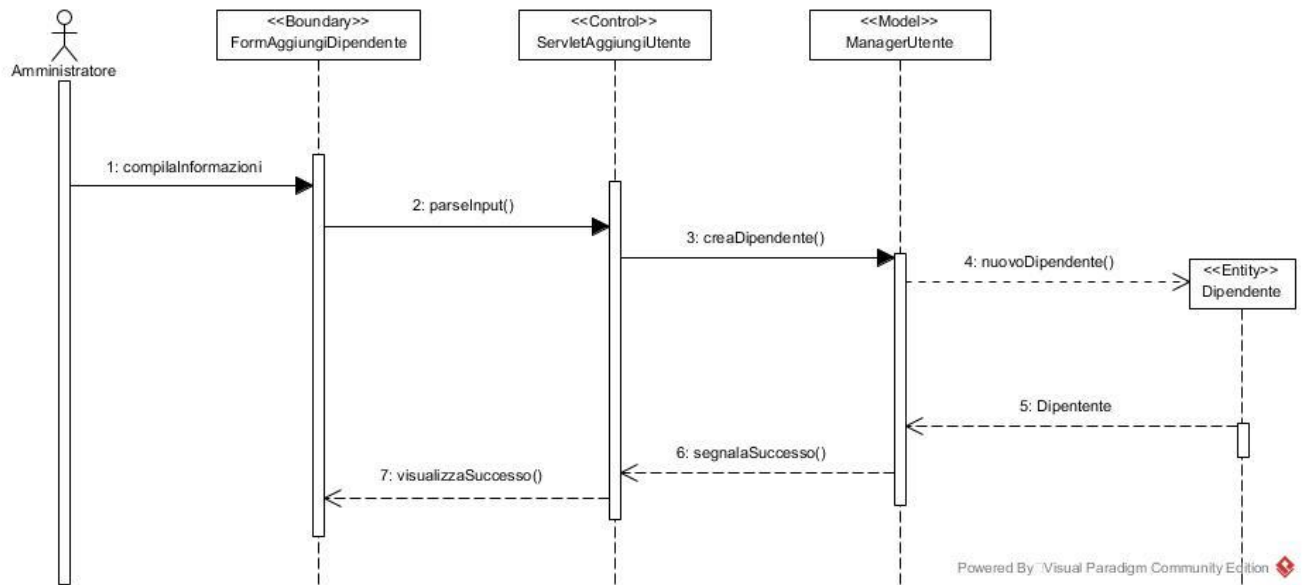 <<Boundary>>
FormAggiungiDipendente
<<Control>>
ServletAggiungiUtente
<<Model>>
ManagerUtente
Amministratore
1: compilaInformazioni
2: parseInput()
3: creaDipendente()
4: nuovoDipendente()
<<Entity>>
Dipendente
5: Dipentente
6: segnalaSuccesso()
7: visualizzaSuccesso()
Powered By Visual Paradigm Community Edition